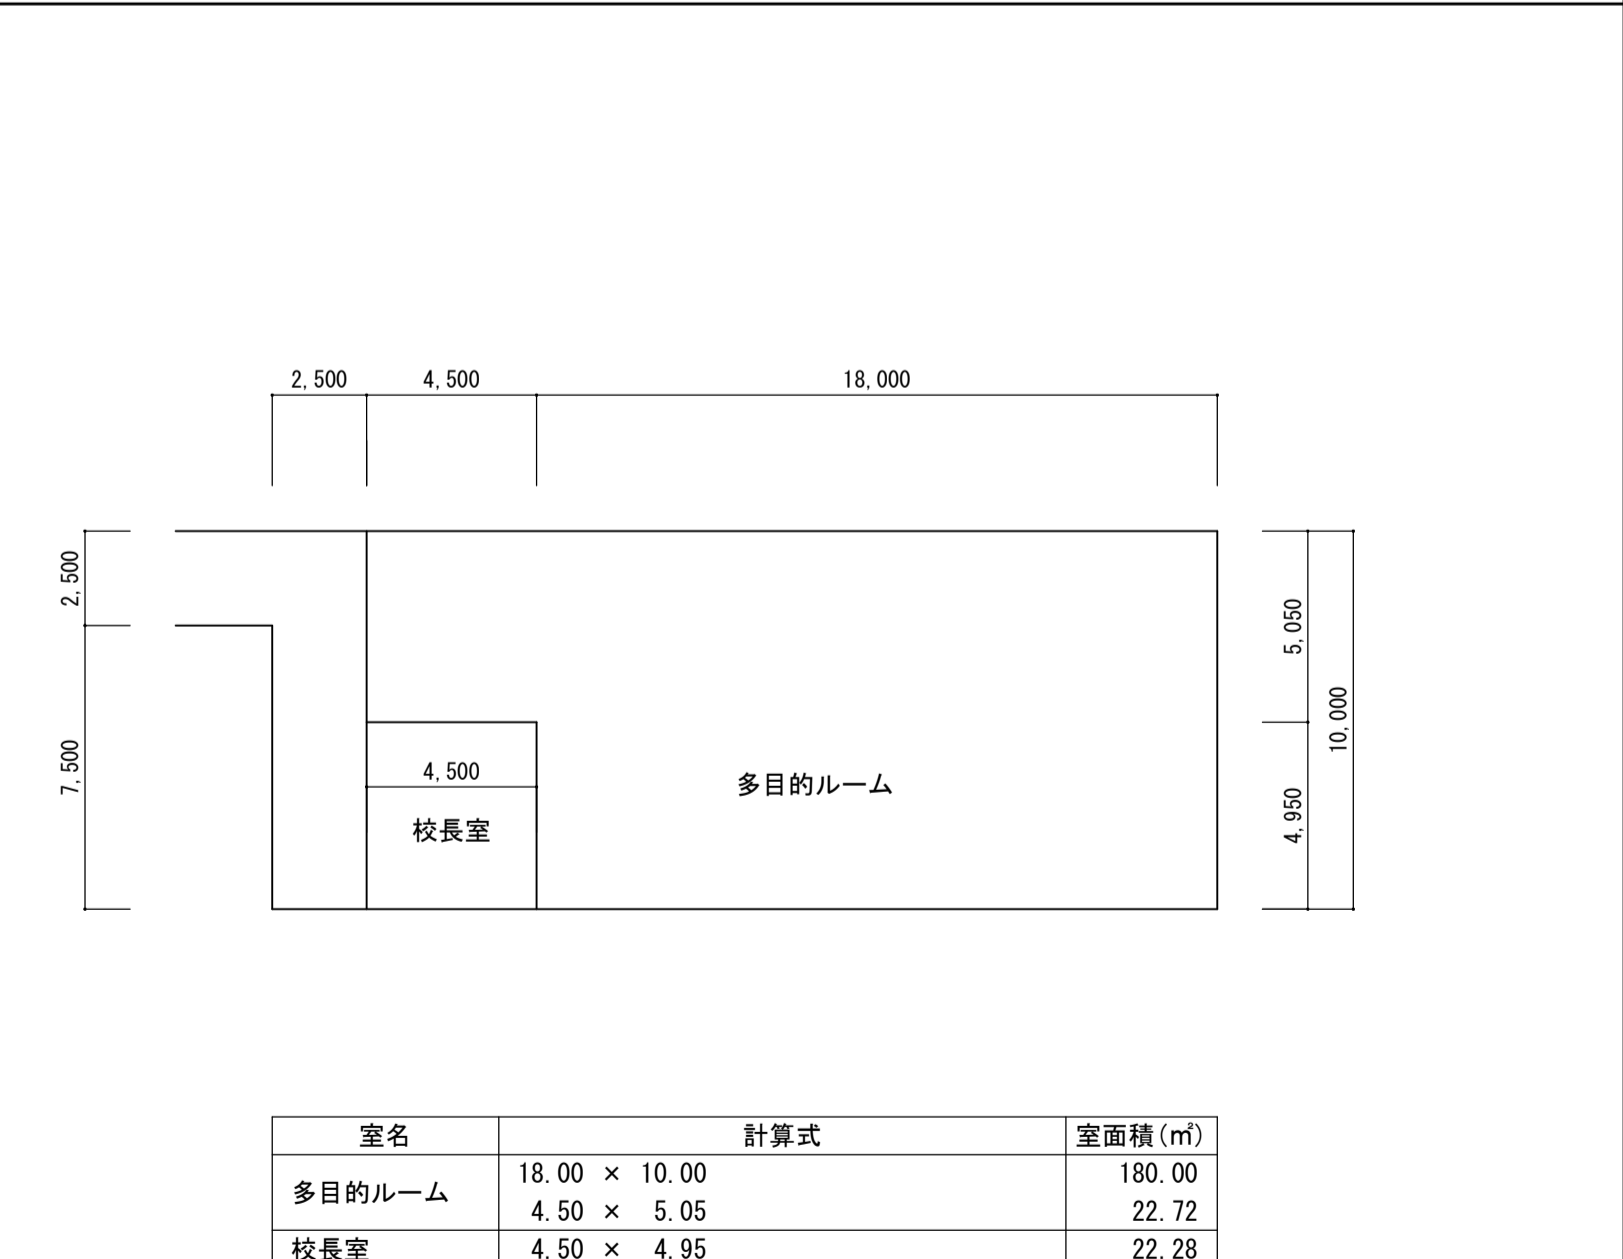 2,500 4,500 18,000
2,500
5,050
10,000
7,500
4,500
多目的ルーム
4,950
校長室
室名 計算式 室面積(㎡)
多目的ルーム 18.00 × 10.00 180.00
4.50 × 5.05 22.72
校長室 4.50 × 4.95 22.28